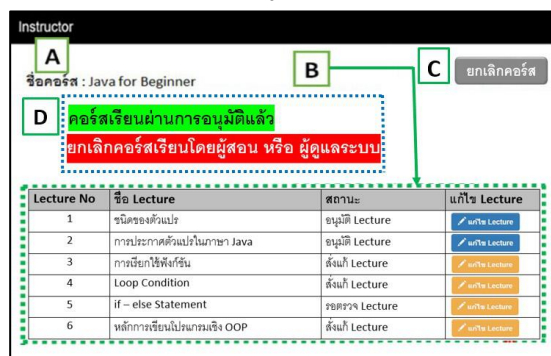 Instructor
A
ชื่อคอร์ส : Java for Beginner
B
C ยกเลิกคอร์ส
D คอร์สเรียนผ่านการอนุมัติแล้ว
ยกเลิกคอร์สเรียนโดยผู้สอน หรือ ผู้ดูแลระบบ
Lecture No ชื่อ Lecture สถานะ แก้ไข Lecture
1 ชนิดของตัวแปร อนุมัติ Lecture แก้ไข Lecture
2 การประกาศตัวแปรในภาษา Java อนุมัติ Lecture แก้ไข Lecture
3 การเรียกใช้ฟังก์ชัน สั่งแก้ Lecture แก้ไข Lecture
4 Loop Condition สั่งแก้ Lecture แก้ไข Lecture
5 if – else Statement รอตรวจ Lecture แก้ไข Lecture
6 หลักการเขียนโปรแกรมเชิง OOP สั่งแก้ Lecture แก้ไข Lecture